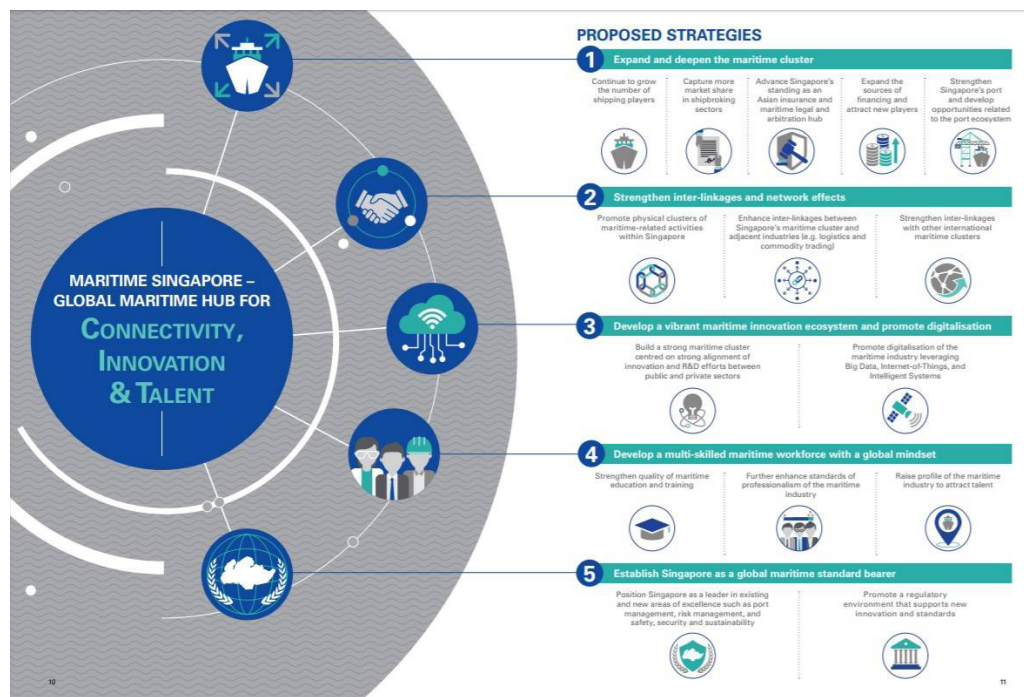 MARITIME SINGAPORE –
GLOBAL MARITIME HUB FOR
CONNECTIVITY,
INNOVATION
& TALENT
10
PROPOSED STRATEGIES
1 Expand and deepen the maritime cluster
Continue to grow
the number of
shipping players
Capture more
market share
in shipbroking
sectors
Advance Singapore's
standing as an
Asian insurance and
maritime legal and
arbitration hub
Expand the
sources of
financing and
attract new players
Strengthen
Singapore's port
and develop
opportunities related
to the port ecosystem
2 Strengthen inter-linkages and network effects
Promote physical clusters of
maritime-related activities
within Singapore
Enhance inter-linkages between
Singapore's maritime cluster and
adjacent industries (e.g. logistics and
commodity trading)
Strengthen inter-linkages
with other international
maritime clusters
3 Develop a vibrant maritime innovation ecosystem and promote digitalisation
Build a strong maritime cluster
centred on strong alignment of
innovation and R&D efforts between
public and private sectors
Promote digitalisation of the
maritime industry leveraging
Big Data, Internet-of-Things, and
Intelligent Systems
4 Develop a multi-skilled maritime workforce with a global mindset
Strengthen quality of maritime
education and training
Further enhance standards of
professionalism of the maritime
industry
Raise profile of the maritime
industry to attract talent
5 Establish Singapore as a global maritime standard bearer
Position Singapore as a leader in existing
and new areas of excellence such as port
management, risk management, and
safety, security and sustainability
Promote a regulatory
environment that supports new
innovation and standards
11